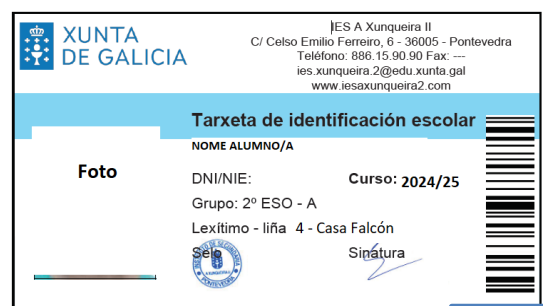 XUNTA
DE GALICIA
IES A Xunqueira II
C/ Celso Emilio Ferreiro, 6 - 36005 - Pontevedra
Teléfono: 886.15.90.90 Fax: ---
ies.xunqueira.2@edu.xunta.gal
www.iesaxunqueira2.com
Tarxeta de identificación escolar
NOME ALUMNO/A
Foto
DNI/NIE:
Curso: 2024/25
Grupo: 2º ESO - A
Lexítimo - liña 4 - Casa Falcón
Selo
Sinatura